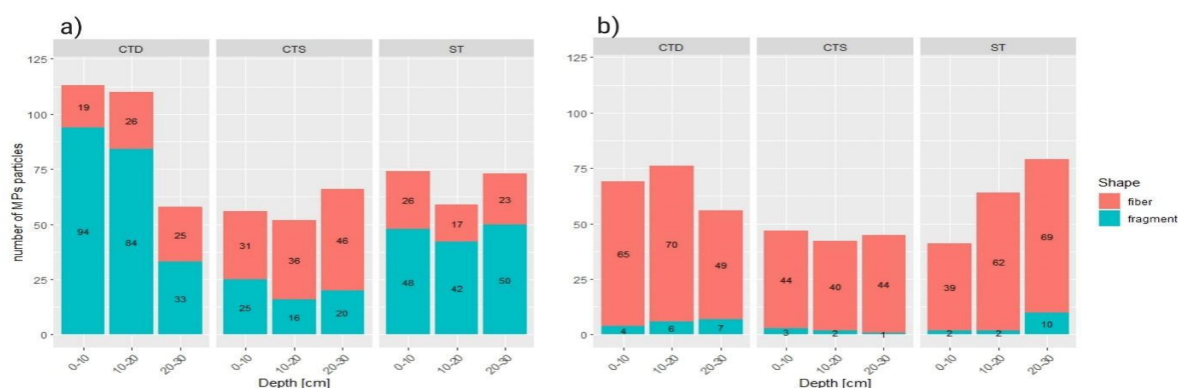 a)
CTD CTS ST
number of MPs particles
125
100
75
50
25
0
19 26 25
94 84 33
31 36 46
25 16 20
26 17 23
48 42 50
0-10 10-20 20-30 0-10 10-20 20-30 0-10 10-20 20-30
Depth [cm]
b)
CTD CTS ST
125
100
75
50
25
0
65 70 49
4 6 7
44 40 44
3 2 1
39 62 69
2 2 10
0-10 10-20 20-30 0-10 10-20 20-30 0-10 10-20 20-30
Depth [cm]
Shape
fiber
fragment